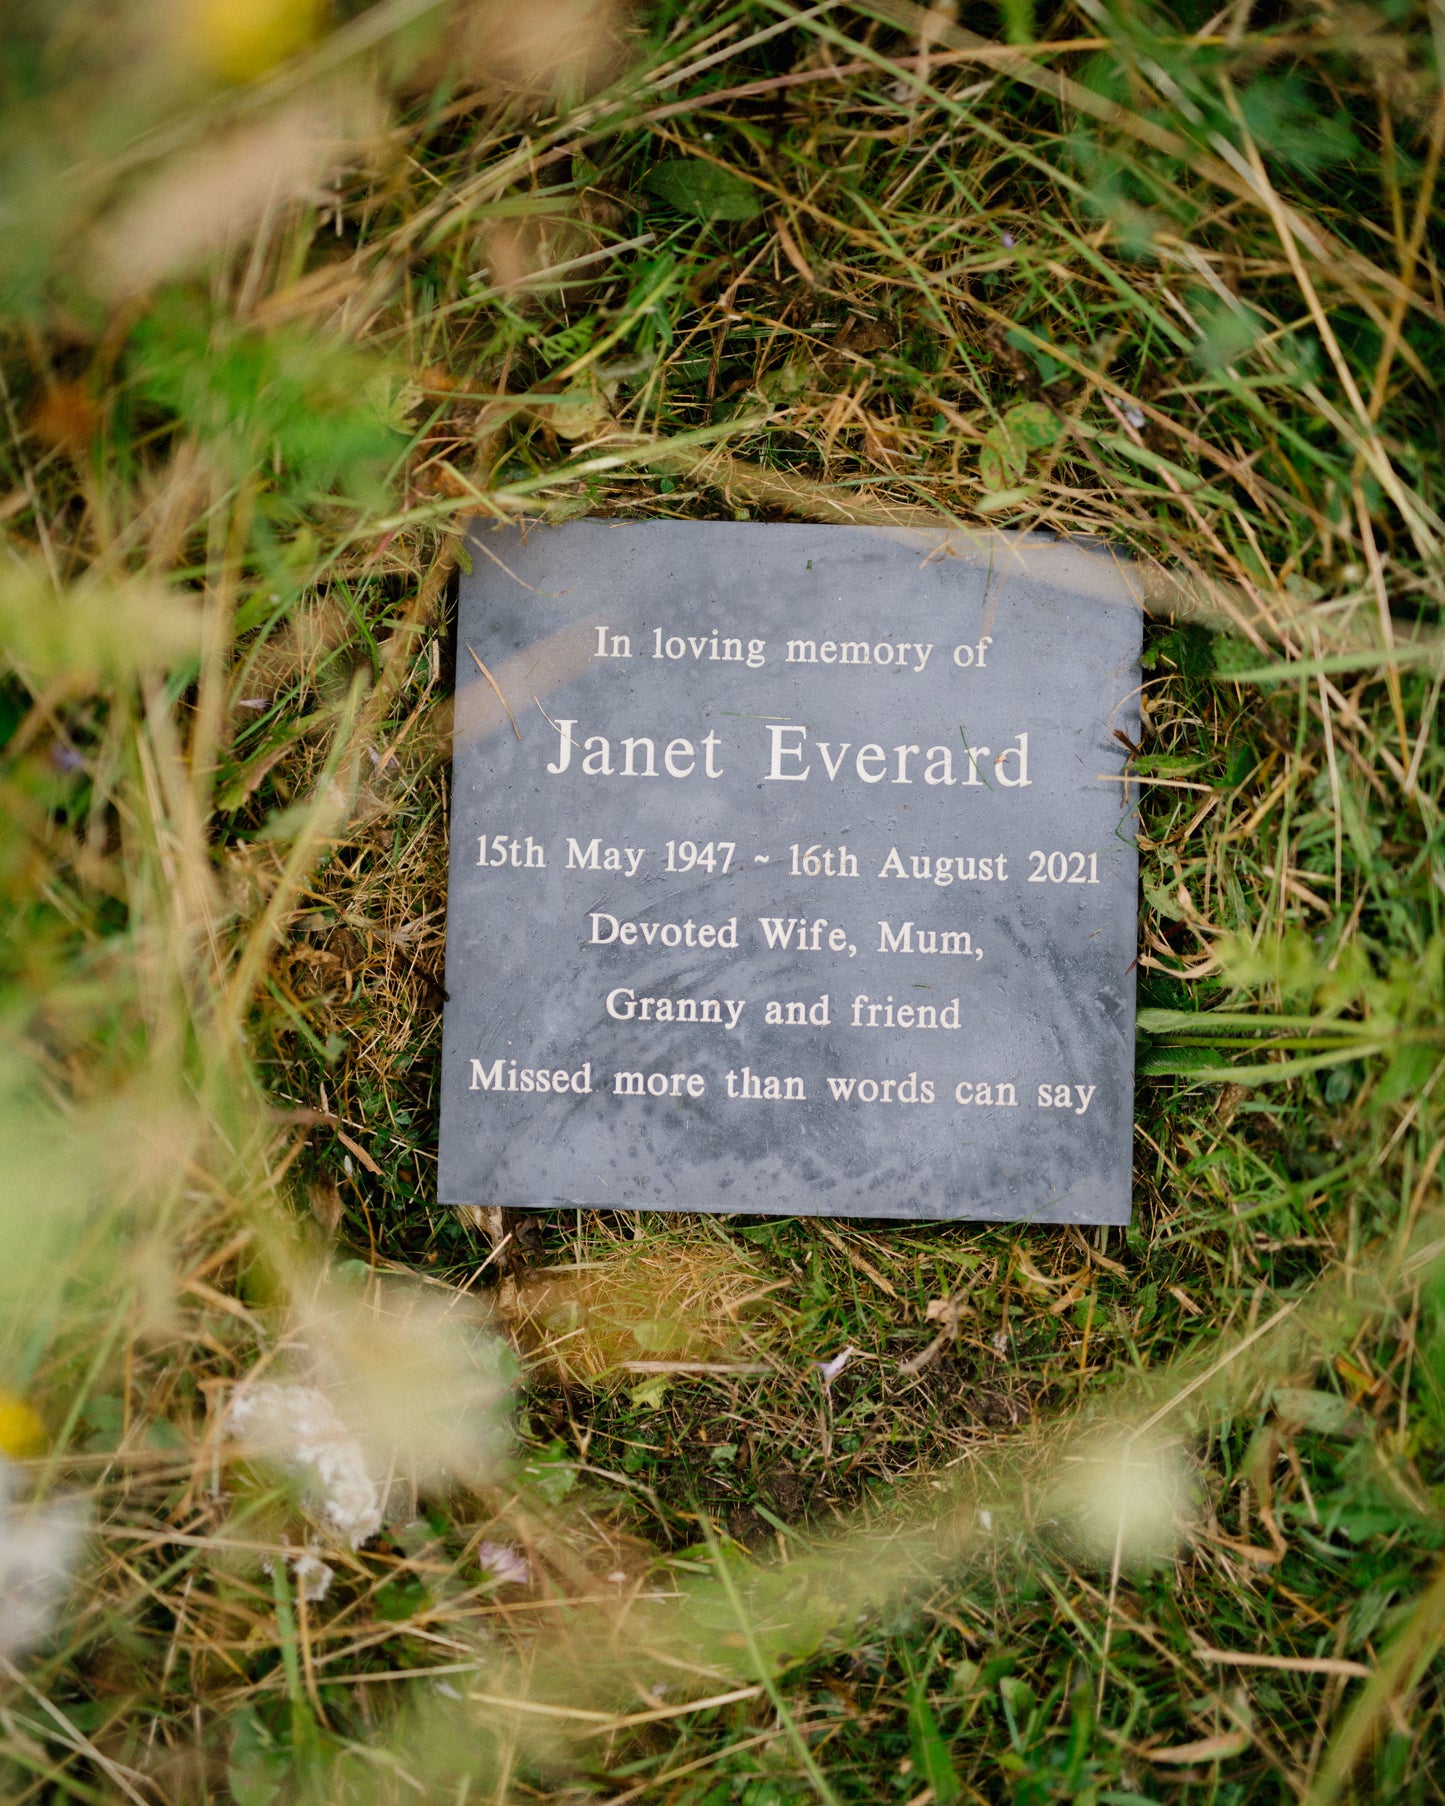 In loving memory of
Janet Everard
15th May 1947 ~ 16th August 2021
Devoted Wife, Mum,
Granny and friend
Missed more than words can say